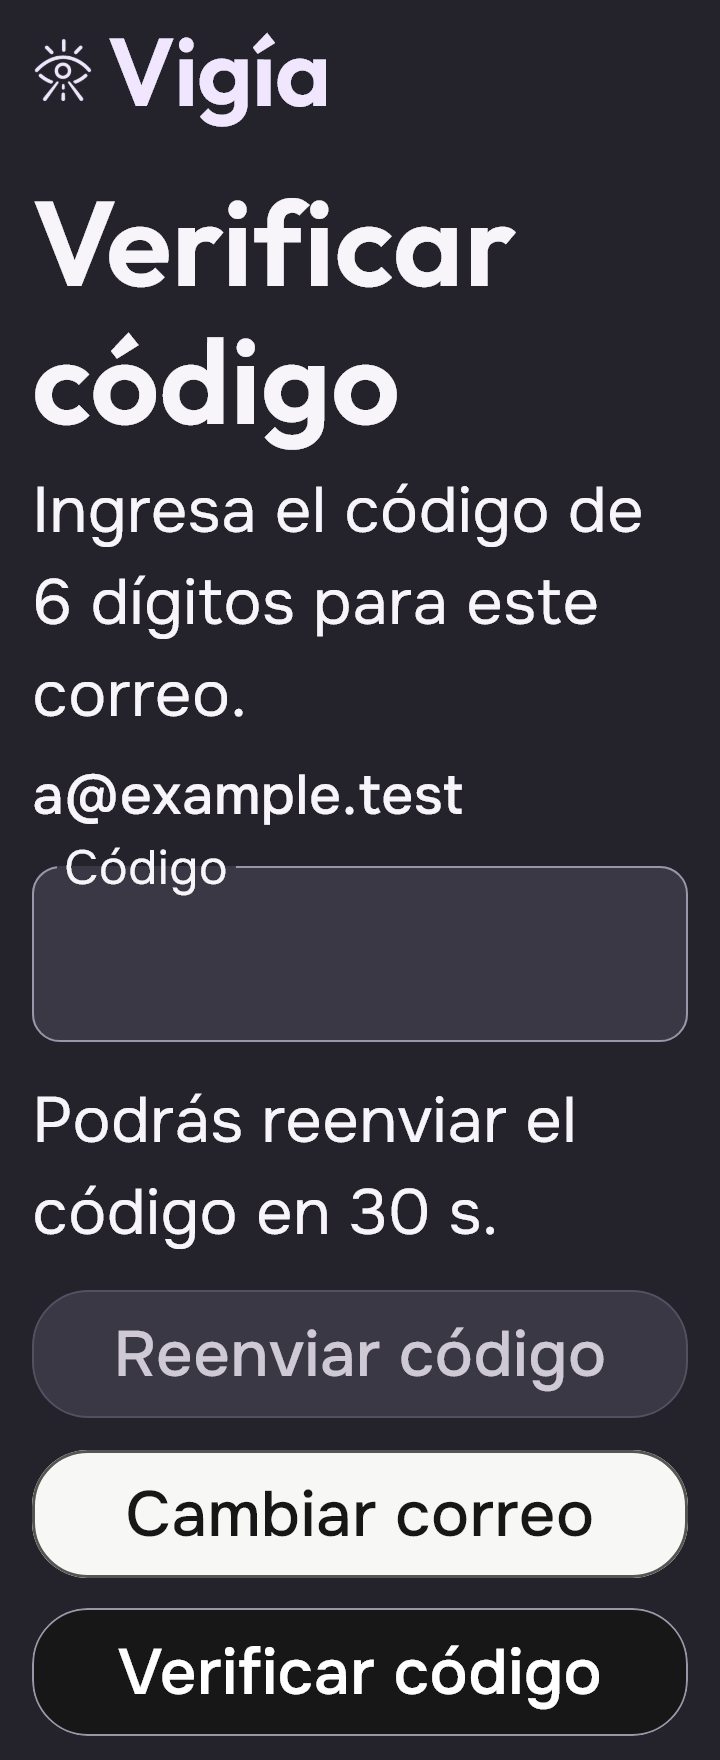 Vigía
Verificar
código
Ingresa el código de
6 dígitos para este
correo.
a@example.test
Código
Podrás reenviar el
código en 30 s.
Reenviar código
Cambiar correo
Verificar código